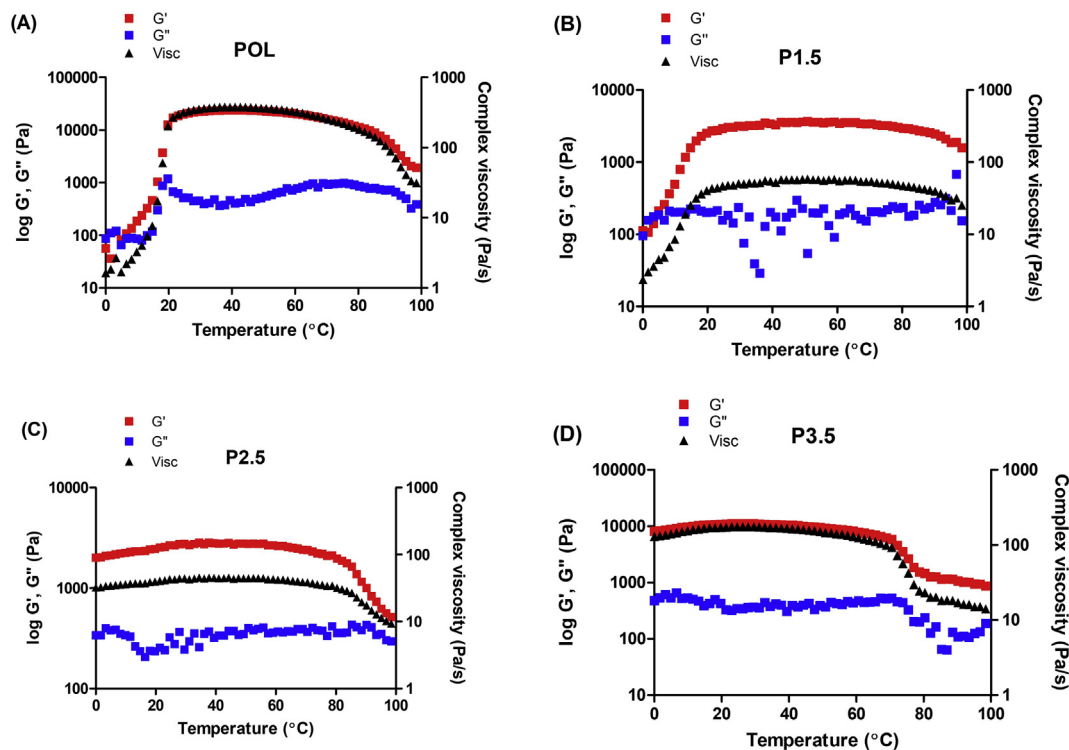 (A)
G'
G"
Visc
POL
100000
10000
1000
100
10
log G', G" (Pa)
1000
100
10
1
Complex viscosity (Pa/s)
0 20 40 60 80 100
Temperature (°C)
(B)
G'
G"
Visc
P1.5
10000
1000
100
10
log G', G" (Pa)
1000
100
10
1
Complex viscosity (Pa/s)
0 20 40 60 80 100
Temperature (°C)
(C)
G'
G"
Visc
P2.5
10000
1000
100
log G', G" (Pa)
1000
100
10
1
Complex viscosity (Pa/s)
0 20 40 60 80 100
Temperature (°C)
(D)
G'
G"
Visc
P3.5
100000
10000
1000
100
10
log G', G" (Pa)
1000
100
10
1
Complex viscosity (Pa/s)
0 20 40 60 80 100
Temperature (°C)